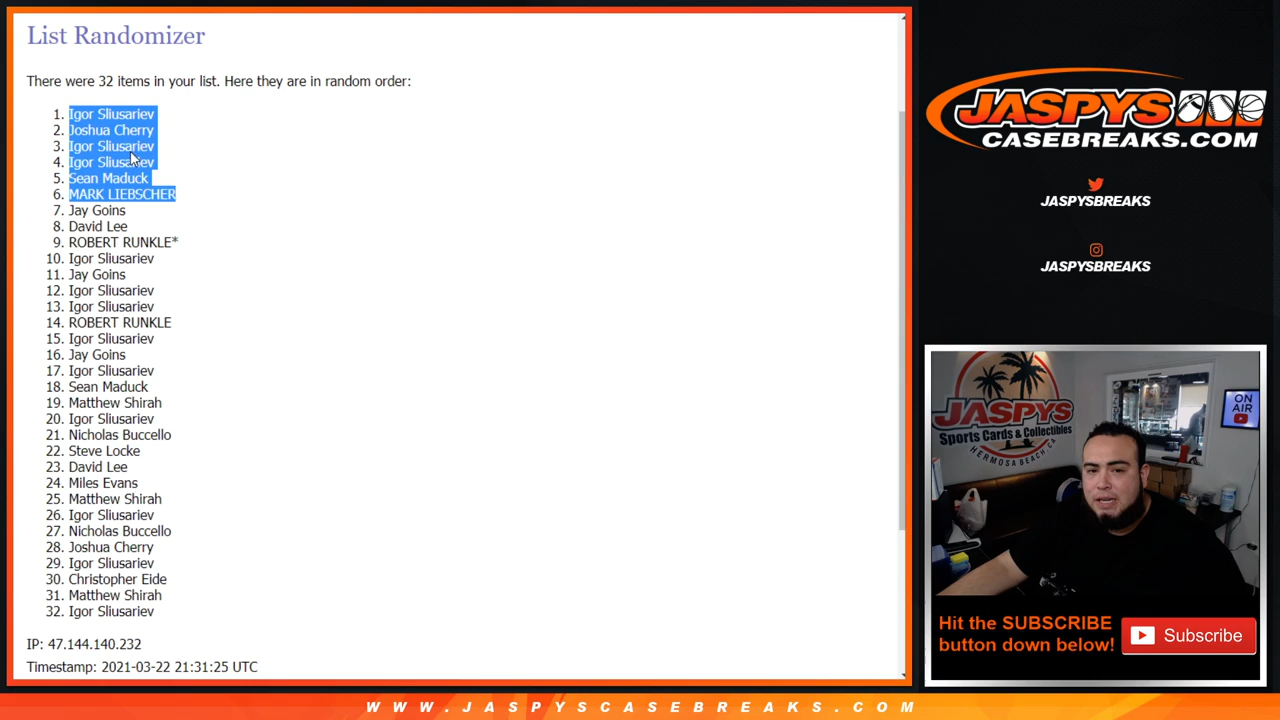 List Randomizer
There were 32 items in your list. Here they are in random order:
1. Igor Sliusariev
2. Joshua Cherry
3. Igor Sliusariev
4. Igor Sliusariev
5. Sean Maduck
6. MARK LIEBSCHER
7. Jay Goins
8. David Lee
9. ROBERT RUNKLE*
10. Igor Sliusariev
11. Jay Goins
12. Igor Sliusariev
13. Igor Sliusariev
14. ROBERT RUNKLE
15. Igor Sliusariev
16. Jay Goins
17. Igor Sliusariev
18. Sean Maduck
19. Matthew Shirah
20. Igor Sliusariev
21. Nicholas Buccello
22. Steve Locke
23. David Lee
24. Miles Evans
25. Matthew Shirah
26. Igor Sliusariev
27. Nicholas Buccello
28. Joshua Cherry
29. Igor Sliusariev
30. Christopher Eide
31. Matthew Shirah
32. Igor Sliusariev
IP: 47.144.140.232
Timestamp: 2021-03-22 21:31:25 UTC
JASPYS
CASEBREAKS.COM
JASPYSBREAKS
JASPYSBREAKS
JASPYS
Sports Cards & Collectibles
HERMOSA BEACH, CA
ON
AIR
Hit the SUBSCRIBE
button down below!
Subscribe
WWW.JASPYSCASEBREAKS.COM